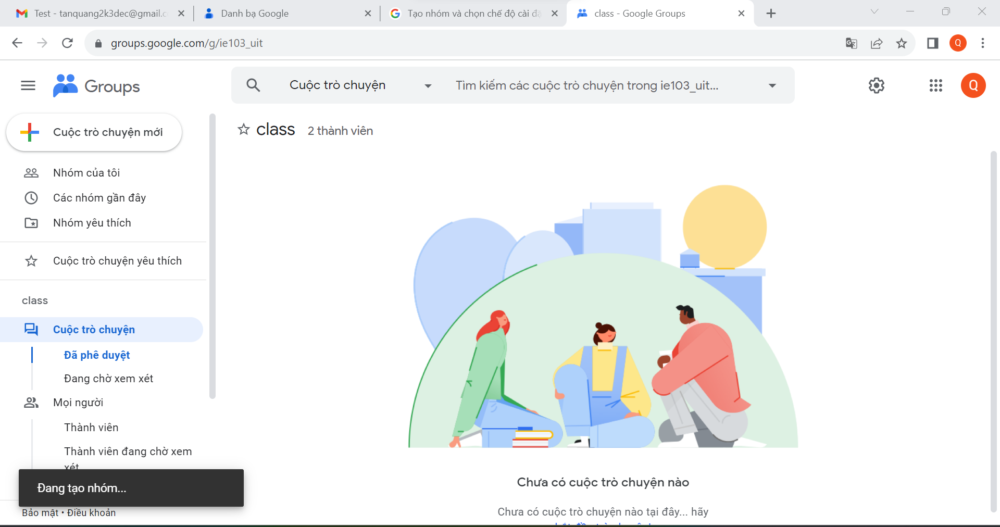 Test - tanquang2k3dec@gmail.c
Danh bạ Google
Tạo nhóm và chọn chế độ cài đặ
class - Google Groups
groups.google.com/g/ie103_uit
Q
Groups
Cuộc trò chuyện
Tìm kiếm các cuộc trò chuyện trong ie103_uit...
Q
Cuộc trò chuyện mới
class 2 thành viên
Nhóm của tôi
Các nhóm gần đây
Nhóm yêu thích
Cuộc trò chuyện yêu thích
class
Cuộc trò chuyện
Đã phê duyệt
Đang chờ xem xét
Mọi người
Thành viên
Thành viên đang chờ xem
xét
Đang tạo nhóm...
Bảo mật • Điều khoản
Chưa có cuộc trò chuyện nào
Chưa có cuộc trò chuyện nào tại đây... hãy